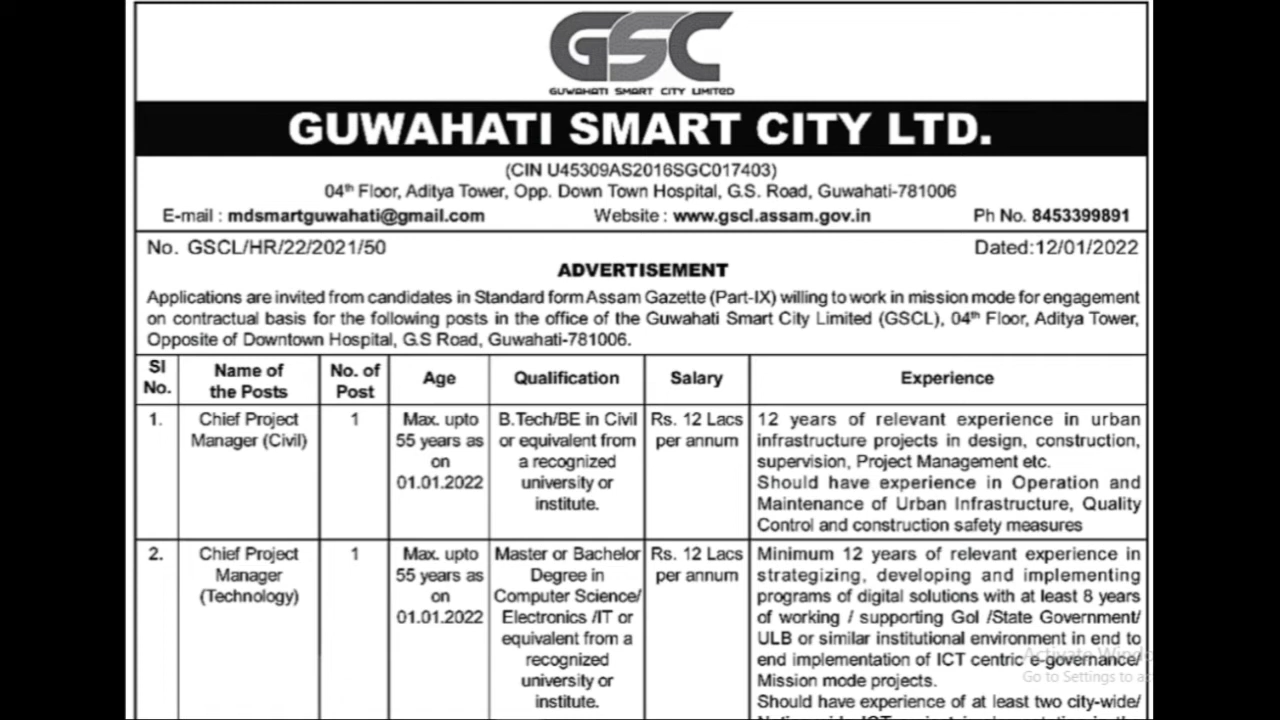 GSC
GUWAHATI SMART CITY LIMITED
GUWAHATI SMART CITY LTD.
(CIN U45309AS2016SGC017403)
04th Floor, Aditya Tower, Opp. Down Town Hospital, G.S. Road, Guwahati-781006
E-mail : mdsmartguwahati@gmail.com Website : www.gscl.assam.gov.in Ph No. 8453399891
No. GSCL/HR/22/2021/50 Dated:12/01/2022
ADVERTISEMENT
Applications are invited from candidates in Standard form Assam Gazette (Part-IX) willing to work in mission mode for engagement
on contractual basis for the following posts in the office of the Guwahati Smart City Limited (GSCL), 04th Floor, Aditya Tower,
Opposite of Downtown Hospital, G.S Road, Guwahati-781006.
Sl
No.
Name of
the Posts
No. of
Post
Age
Qualification
Salary
Experience
1.
Chief Project
Manager (Civil)
1
Max. upto
55 years as
on
01.01.2022
B.Tech/BE in Civil
or equivalent from
a recognized
university or
institute.
Rs. 12 Lacs
per annum
12 years of relevant experience in urban
infrastructure projects in design, construction,
supervision, Project Management etc.
Should have experience in Operation and
Maintenance of Urban Infrastructure, Quality
Control and construction safety measures
2.
Chief Project
Manager
(Technology)
1
Max. upto
55 years as
on
01.01.2022
Master or Bachelor
Degree in
Computer Science/
Electronics /IT or
equivalent from a
recognized
university or
institute.
Rs. 12 Lacs
per annum
Minimum 12 years of relevant experience in
strategizing, developing and implementing
programs of digital solutions with at least 8 years
of working / supporting GoI /State Government/
ULB or similar institutional environment in end to
end implementation of ICT centric e-governance/
Mission mode projects.
Should have experience of at least two city-wide/
Activate Windo
Go to Settings to ac